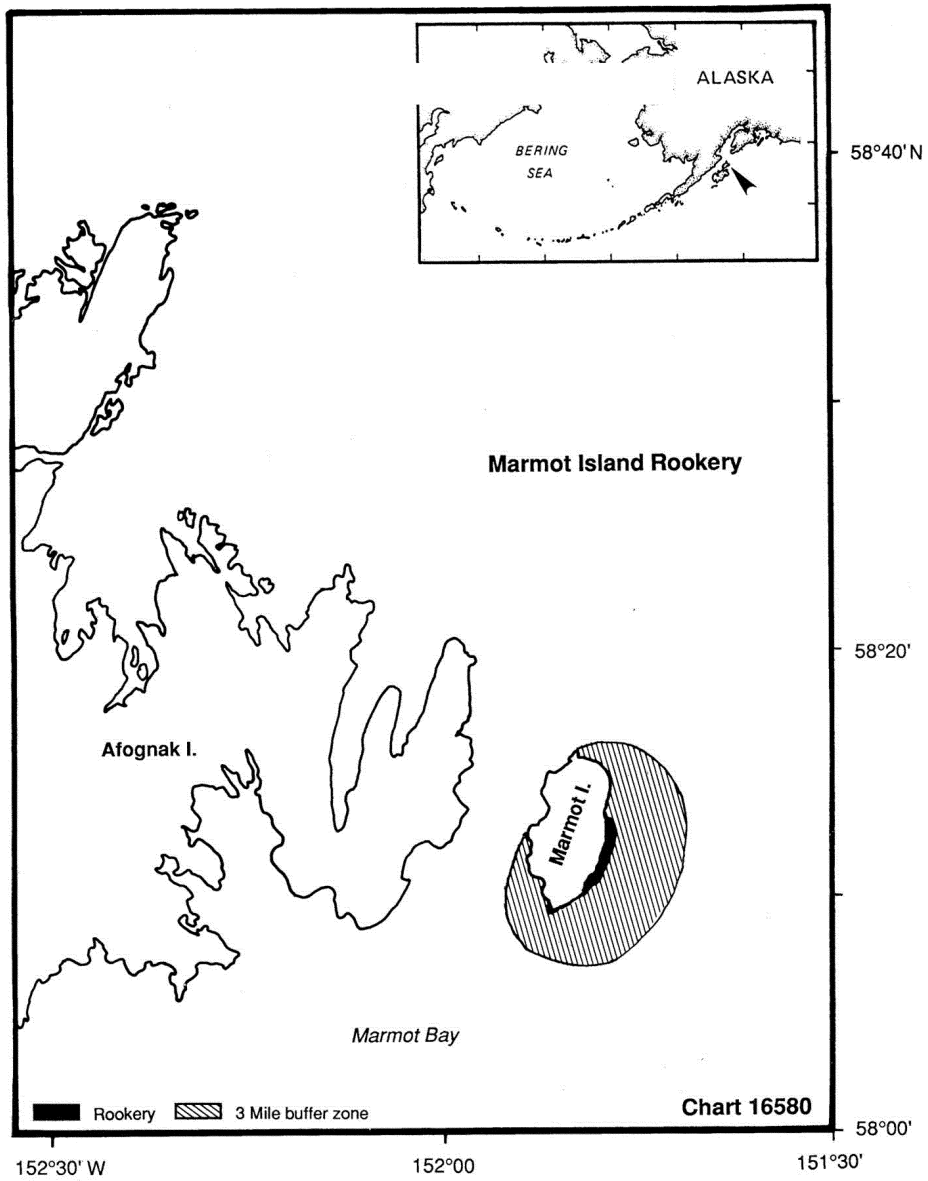 ALASKA
BERING
SEA
58°40'N
Marmot Island Rookery
58°20'
Afognak I.
Marmot I.
Marmot Bay
Rookery
3 Mile buffer zone
Chart 16580
58°00'
152°30' W
152°00
151°30'